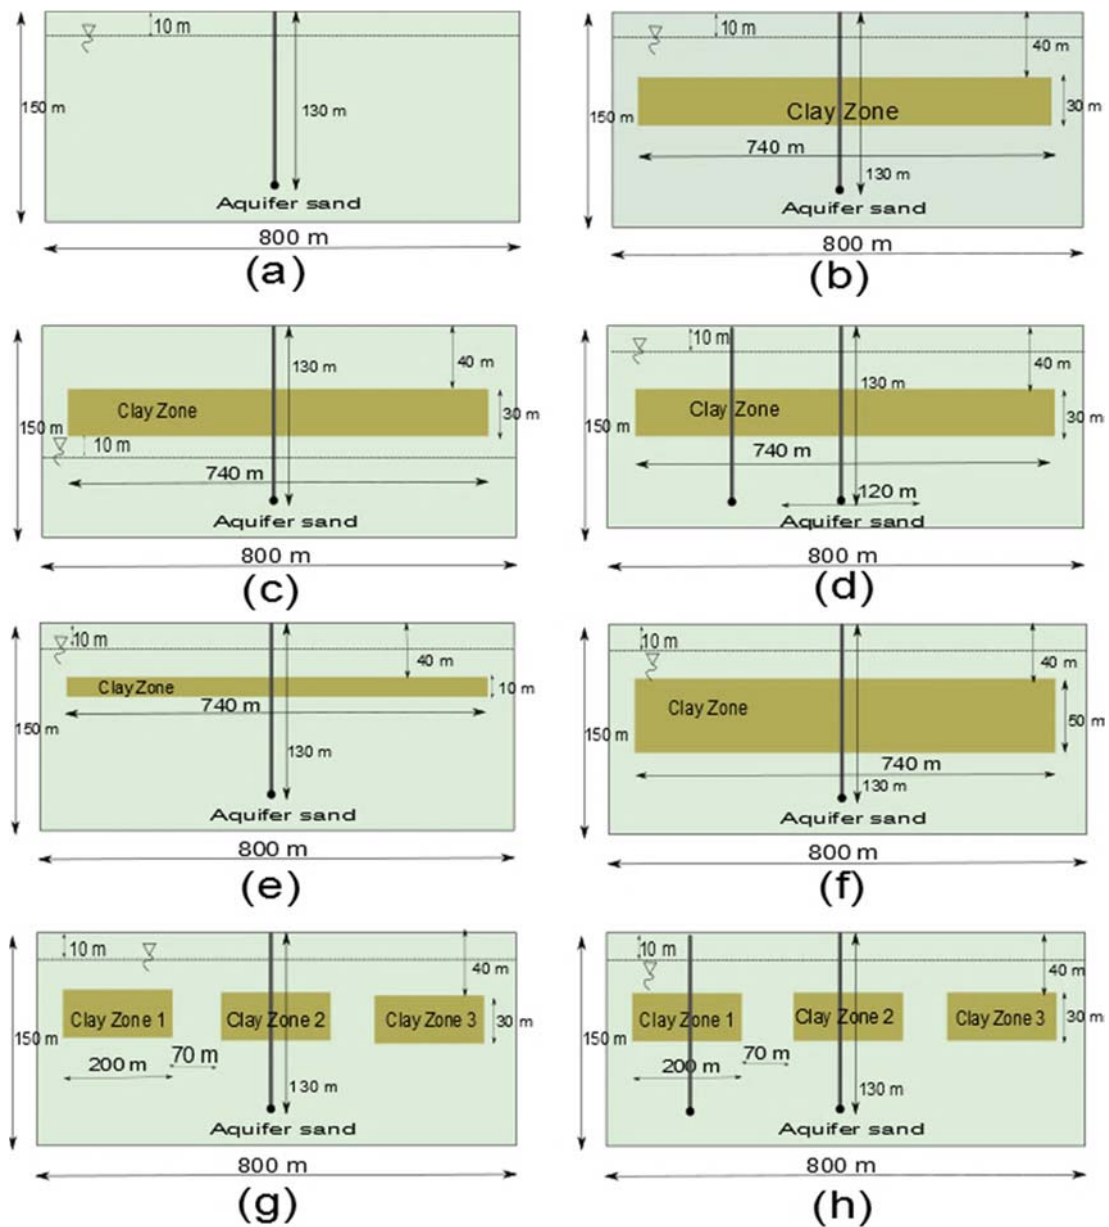 10 m
150 m
130 m
Aquifer sand
800 m
(a)
10 m
40 m
Clay Zone
30 m
150 m
740 m
130 m
Aquifer sand
800 m
(b)
130 m
40 m
Clay Zone
30 m
150 m
10 m
740 m
Aquifer sand
800 m
(c)
10 m
40 m
130 m
Clay Zone
30 m
150 m
740 m
120 m
Aquifer sand
800 m
(d)
10 m
40 m
Clay Zone
10 m
740 m
150 m
130 m
Aquifer sand
800 m
(e)
10 m
40 m
Clay Zone
50 m
150 m
740 m
130 m
Aquifer sand
800 m
(f)
10 m
40 m
Clay Zone 1 Clay Zone 2 Clay Zone 3
30 m
150 m
200 m 70 m
130 m
Aquifer sand
800 m
(g)
10 m
40 m
Clay Zone 1 Clay Zone 2 Clay Zone 3
30 m
150 m
200 m 70 m
130 m
Aquifer sand
800 m
(h)